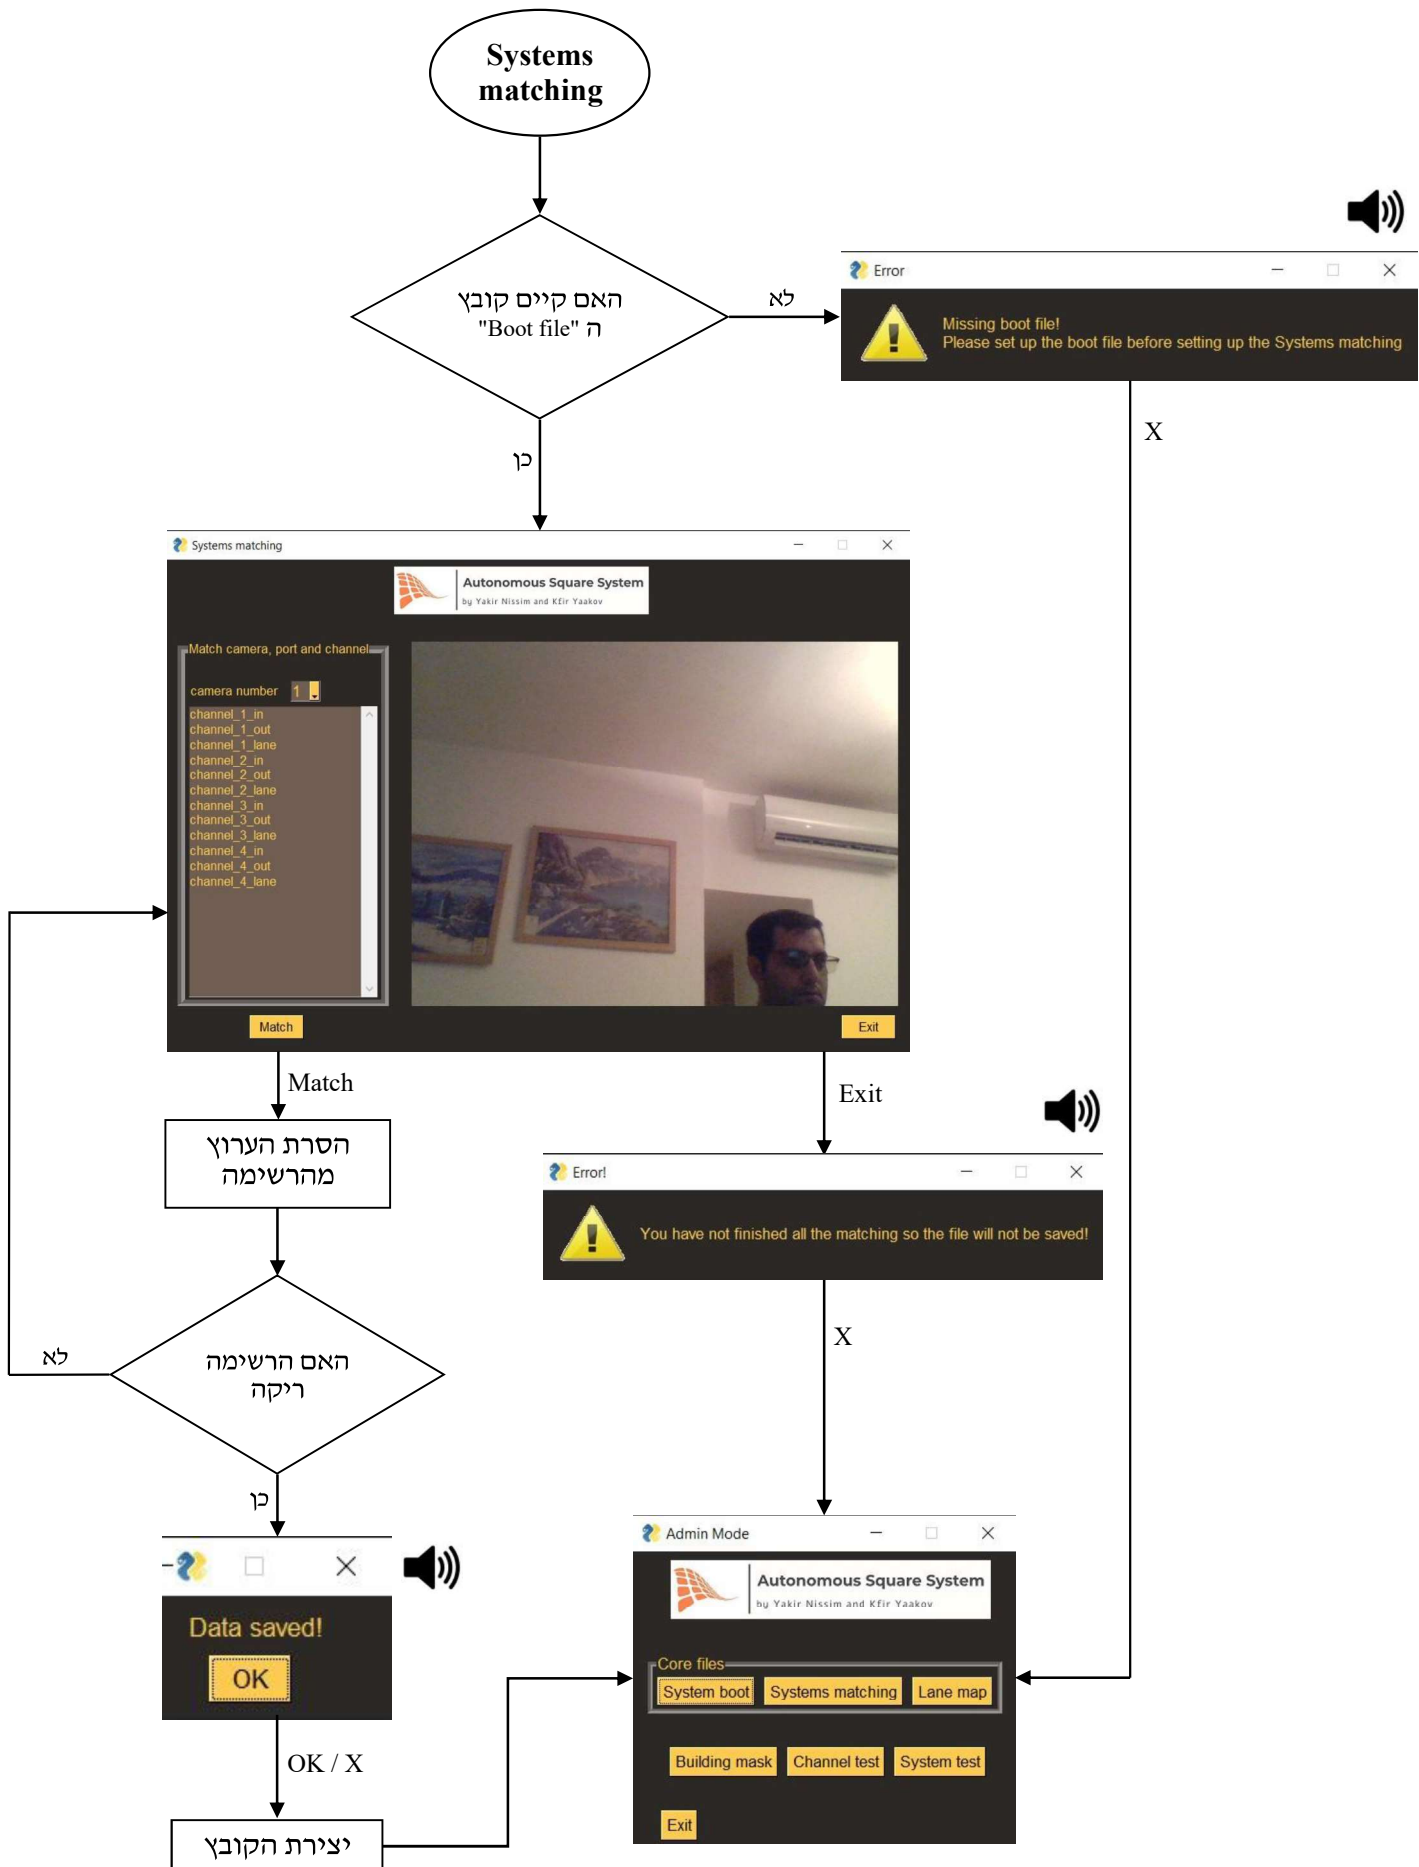 Systems
matching
האם קיים קובץ
ה "Boot file"
לא
Error
Missing boot file!
Please set up the boot file before setting up the Systems matching
X
כן
Systems matching
Autonomous Square System
by Yakir Nissim and Kfir Yaakov
Match camera, port and channel
camera number 1
channel_1_in
channel_1_out
channel_1_lane
channel_2_in
channel_2_out
channel_2_lane
channel_3_in
channel_3_out
channel_3_lane
channel_4_in
channel_4_out
channel_4_lane
Match
Exit
Match
Exit
הסרת הערוץ
מהרשימה
Error!
You have not finished all the matching so the file will not be saved!
X
האם הרשימה
ריקה
לא
כן
Data saved!
OK
OK / X
יצירת הקובץ
Admin Mode
Autonomous Square System
by Yakir Nissim and Kfir Yaakov
Core files
System boot Systems matching Lane map
Building mask Channel test System test
Exit